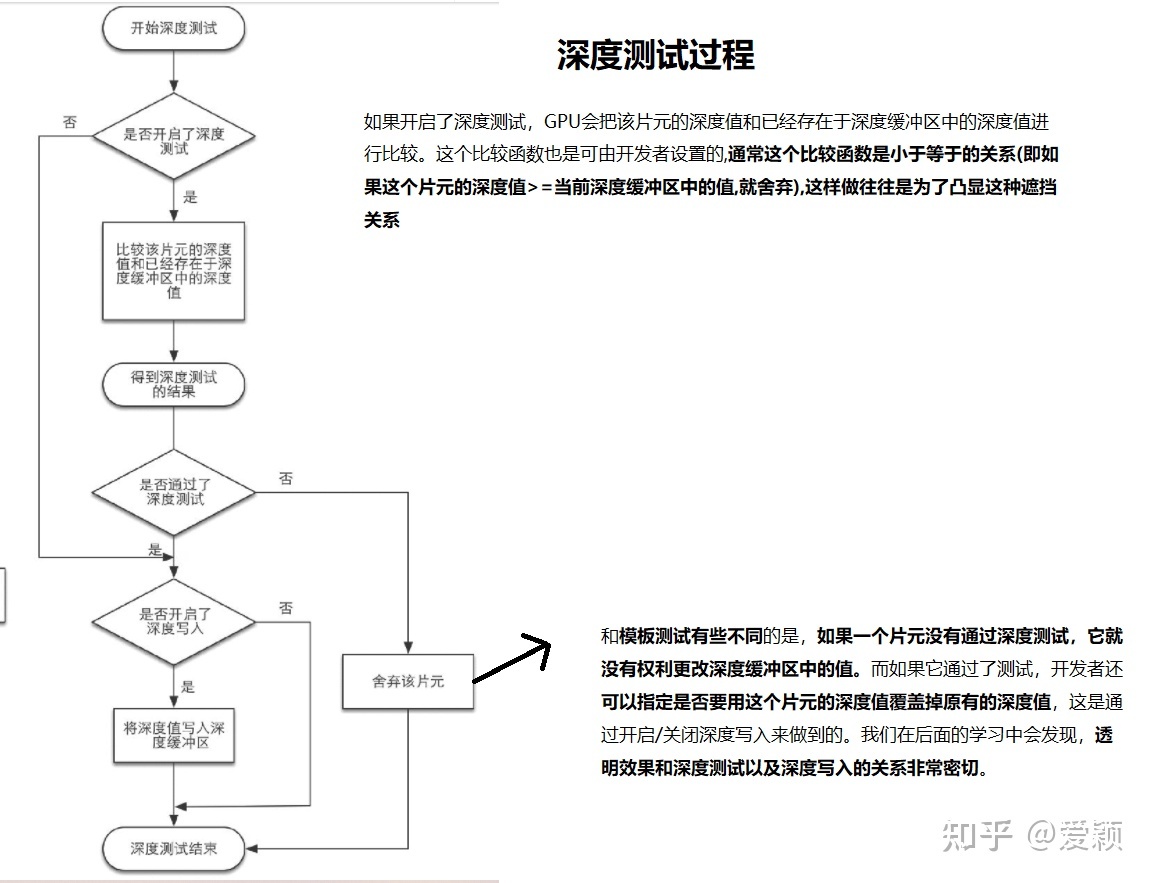 开始深度测试
深度测试过程
否
是否开启了深度
测试
是
如果开启了深度测试，GPU会把该片元的深度值和已经存在于深度缓冲区中的深度值进
行比较。这个比较函数也是可由开发者设置的,通常这个比较函数是小于等于的关系(即如
果这个片元的深度值>=当前深度缓冲区中的值,就舍弃),这样做往往是为了凸显这种遮挡
关系
比较该片元的深度
值和已经存在于深
度缓冲区中的深度
值
得到深度测试
的结果
是否通过了
深度测试
否
是
是否开启了
深度写入
否
是
舍弃该片元
将深度值写入深
度缓冲区
深度测试结束
和模板测试有些不同的是，如果一个片元没有通过深度测试，它就
没有权利更改深度缓冲区中的值。而如果它通过了测试，开发者还
可以指定是否要用这个片元的深度值覆盖掉原有的深度值，这是通
过开启/关闭深度写入来做到的。我们在后面的学习中会发现，透
明效果和深度测试以及深度写入的关系非常密切。
知乎 @爱颖